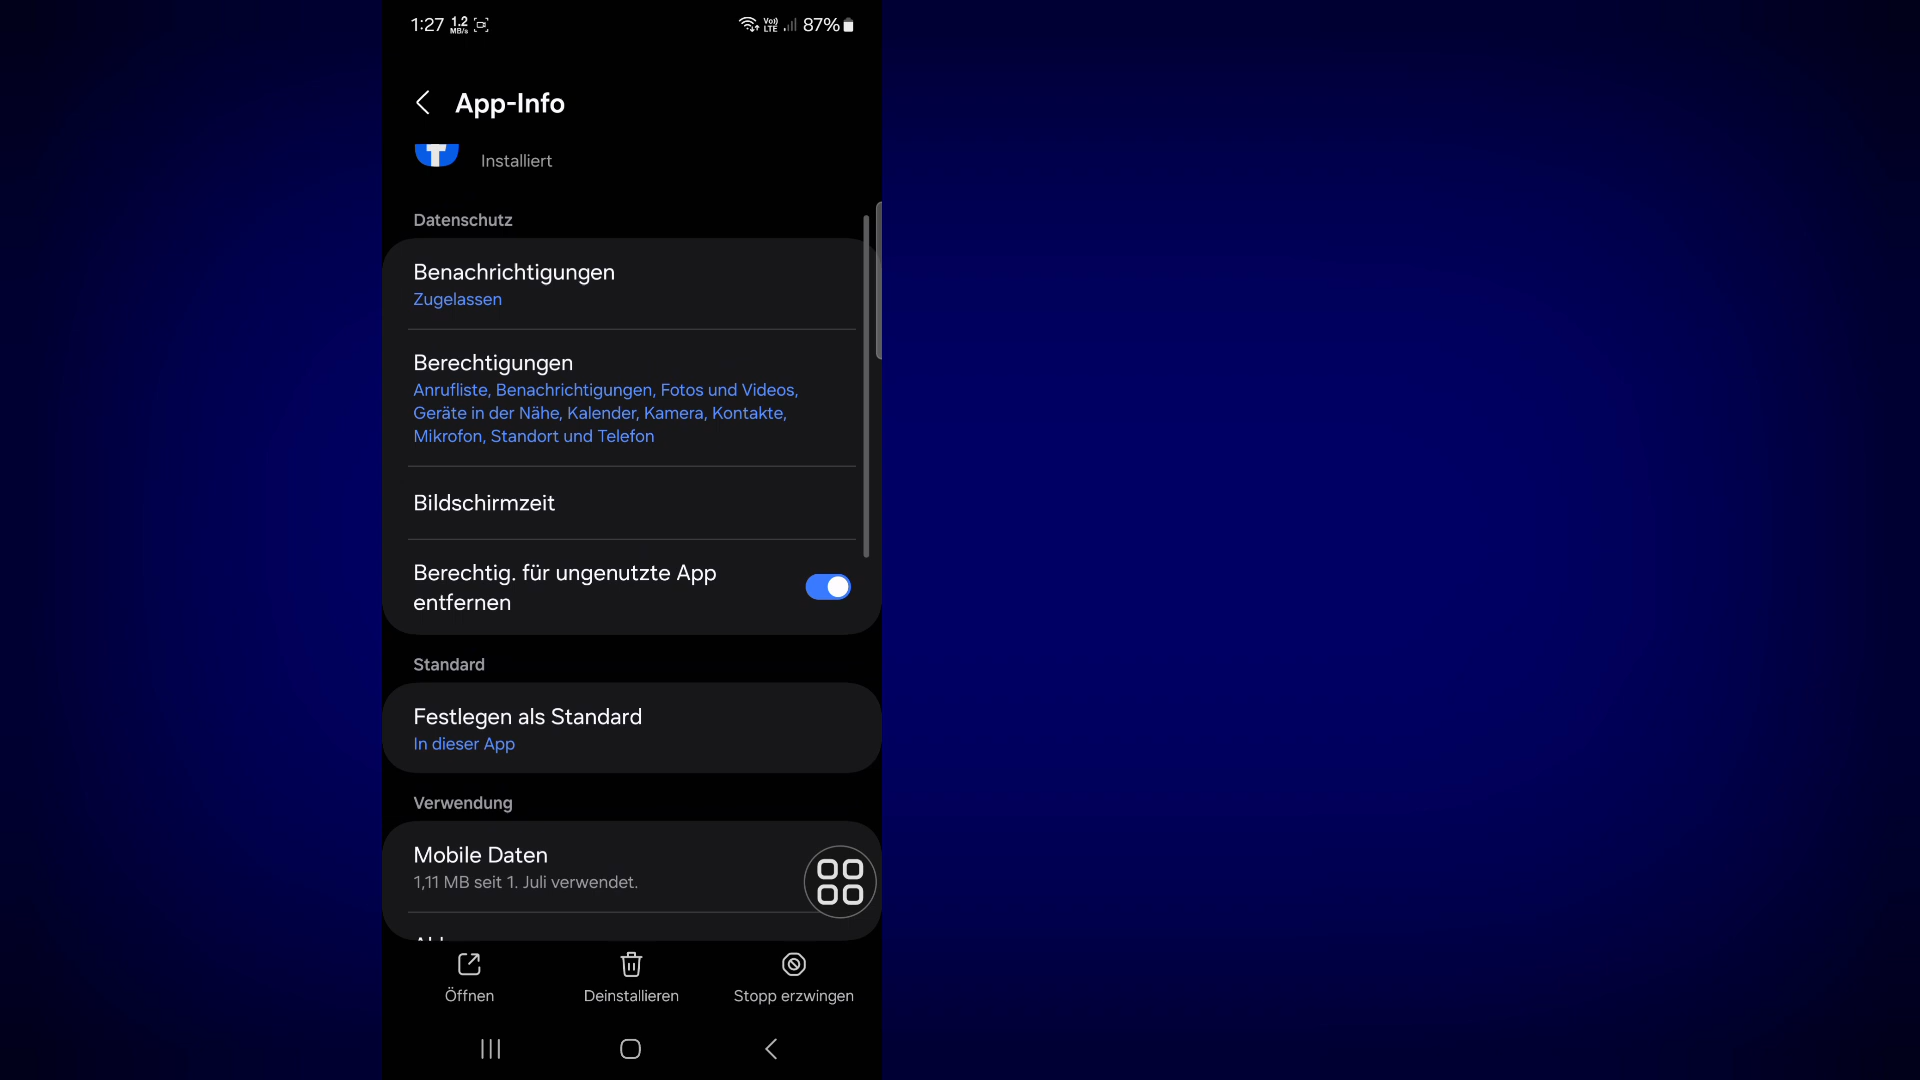 1:27 1.2 MB/s Vo) LTE 87%
App-Info
Installiert
Datenschutz
Benachrichtigungen
Zugelassen
Berechtigungen
Anrufliste, Benachrichtigungen, Fotos und Videos,
Geräte in der Nähe, Kalender, Kamera, Kontakte,
Mikrofon, Standort und Telefon
Bildschirmzeit
Berechtig. für ungenutzte App
entfernen
Standard
Festlegen als Standard
In dieser App
Verwendung
Mobile Daten
1,11 MB seit 1. Juli verwendet.
Öffnen
Deinstallieren
Stopp erzwingen